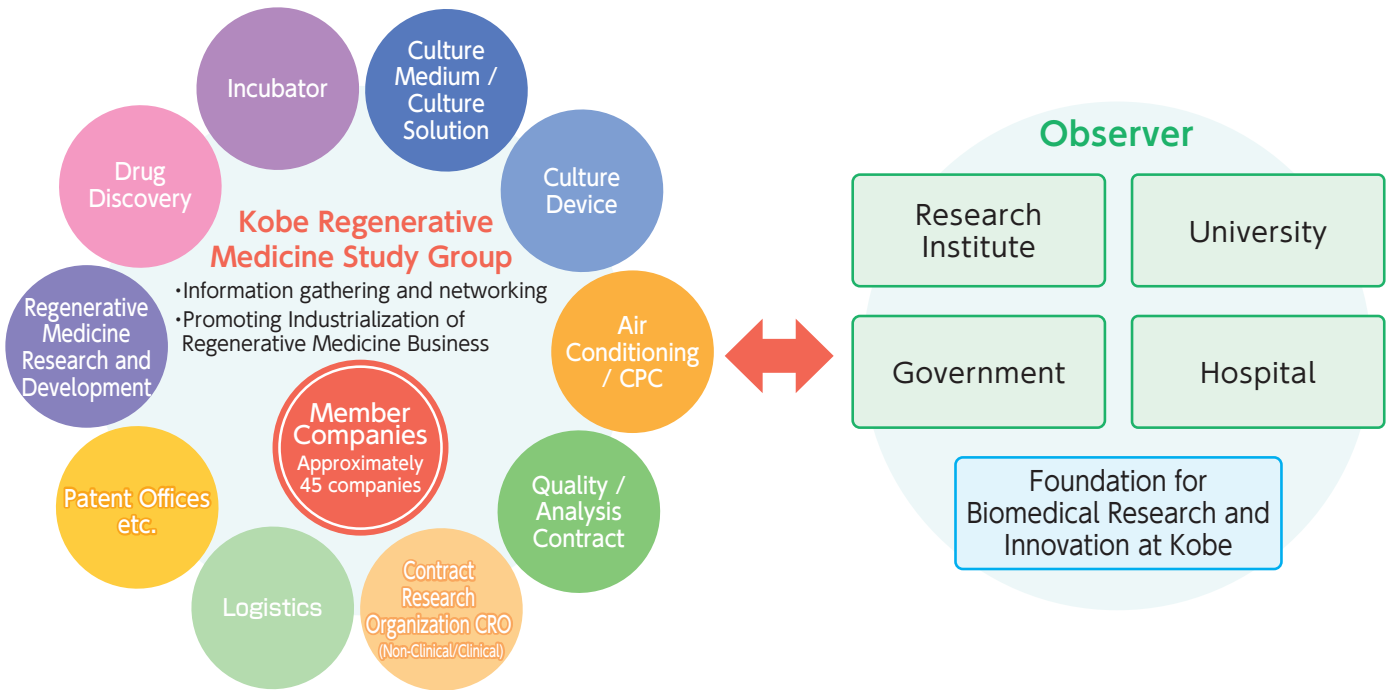 Incubator
Culture
Medium /
Culture
Solution
Culture
Device
Air
Conditioning
/ CPC
Quality /
Analysis
Contract
Contract
Research
Organization CRO
(Non-Clinical/Clinical)
Logistics
Patent Offices
etc.
Regenerative
Medicine
Research and
Development
Drug
Discovery
Kobe Regenerative
Medicine Study Group
・Information gathering and networking
・Promoting Industrialization of
Regenerative Medicine Business
Member
Companies
Approximately
45 companies
Observer
Research
Institute
University
Government
Hospital
Foundation for
Biomedical Research and
Innovation at Kobe